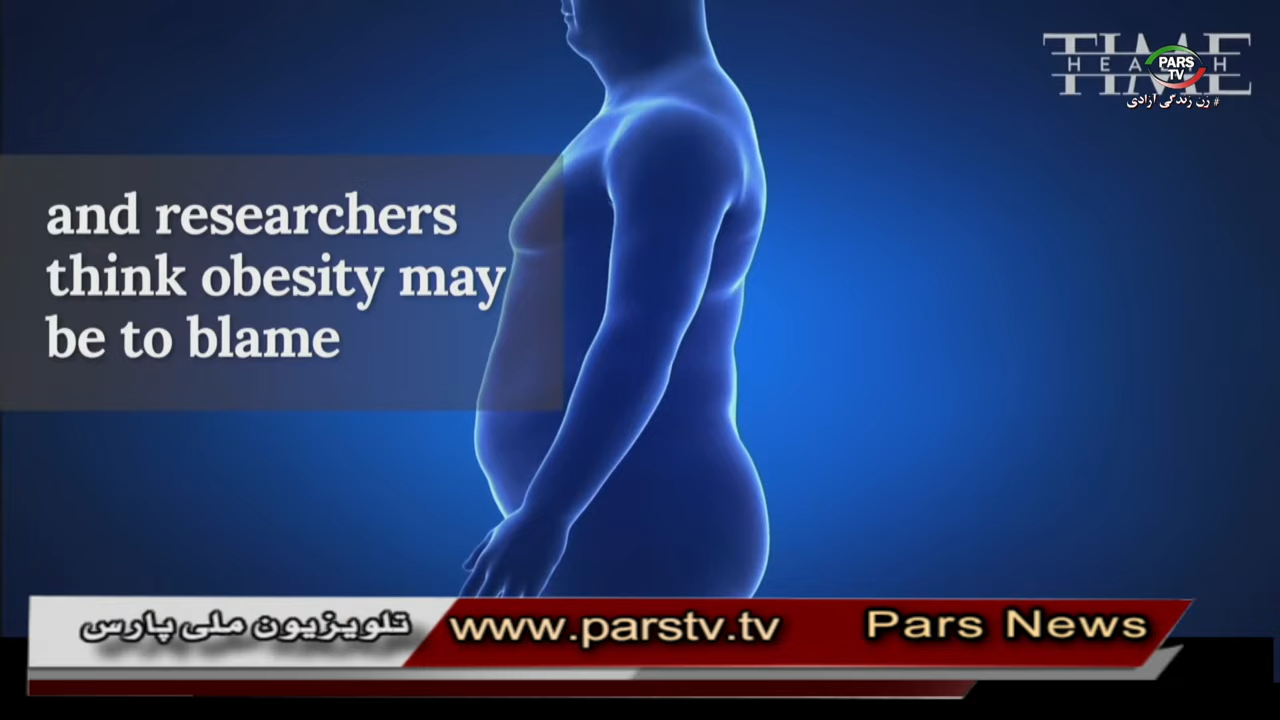 TIME
HEALTH
PARS
TV
# زن زندگی آزادی
and researchers
think obesity may
be to blame
تلویزیون ملی پارس
www.parstv.tv
Pars News